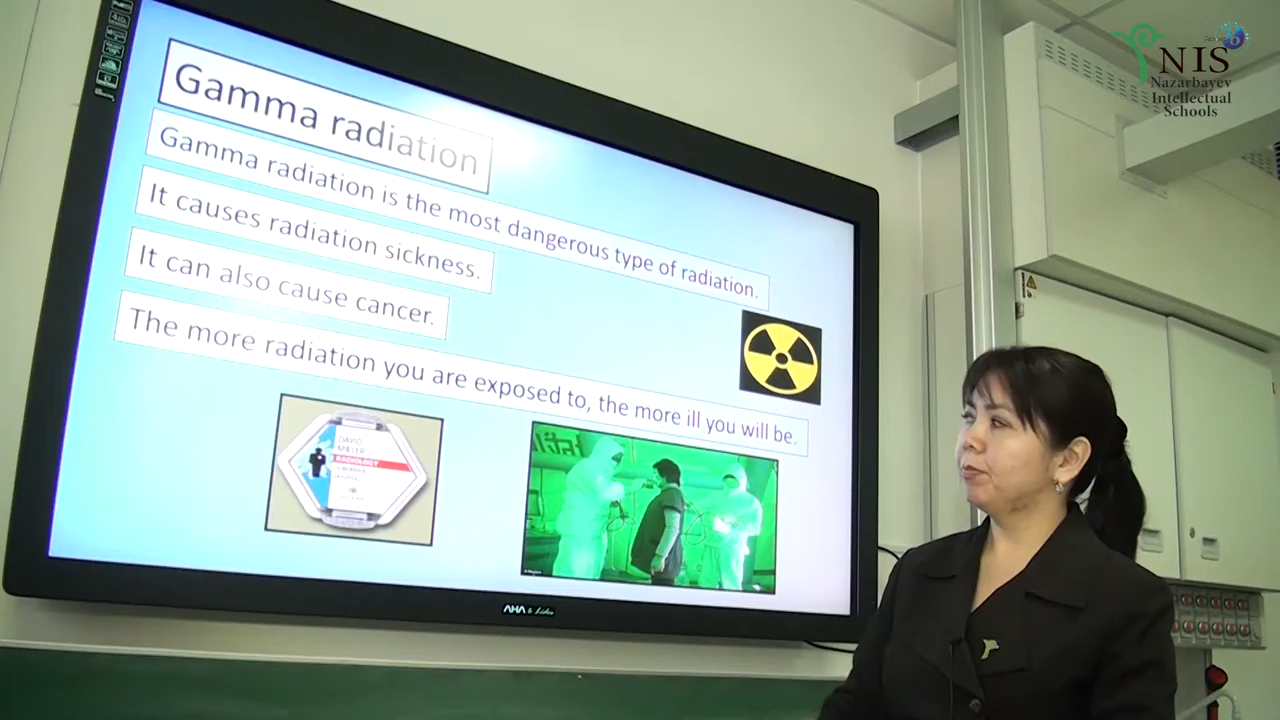 Gamma radiation
Gamma radiation is the most dangerous type of radiation.
It causes radiation sickness.
It can also cause cancer.
The more radiation you are exposed to, the more ill you will be.
DAVID
RADIOLOGY
NIS
Nazarbayev
Intellectual
Schools